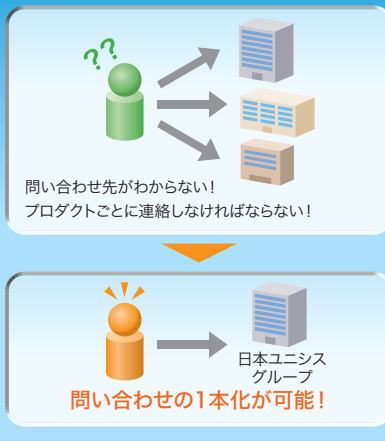 ??
問い合わせ先がわからない！
プロダクトごとに連絡しなければならない！
日本ユニシス
グループ
問い合わせの1本化が可能！